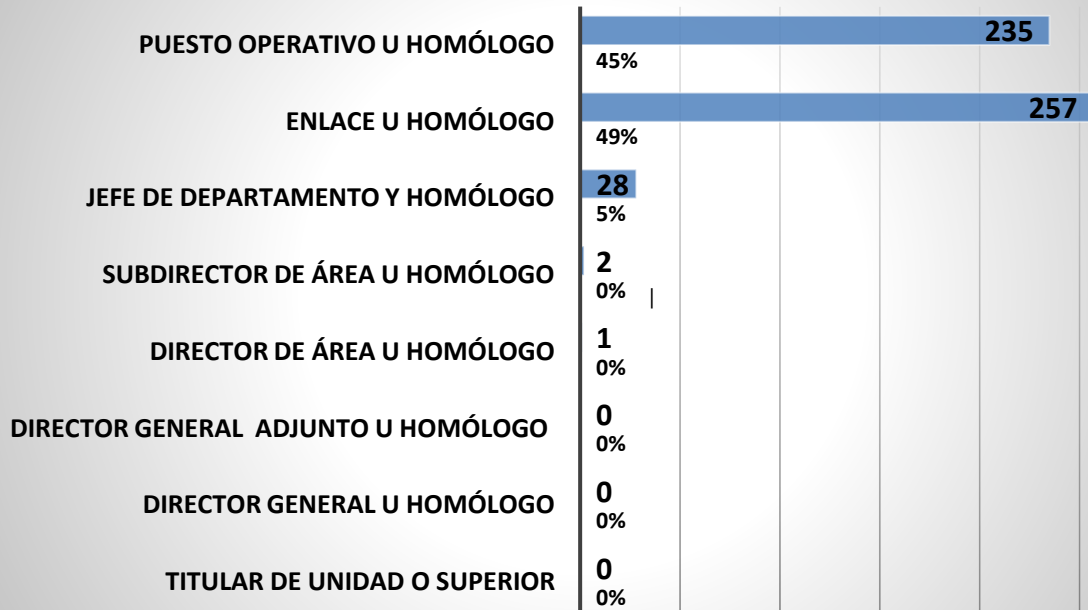 PUESTO OPERATIVO U HOMÓLOGO
235
45%
ENLACE U HOMÓLOGO
257
49%
JEFE DE DEPARTAMENTO Y HOMÓLOGO
28
5%
SUBDIRECTOR DE ÁREA U HOMÓLOGO
2
0%
DIRECTOR DE ÁREA U HOMÓLOGO
1
0%
DIRECTOR GENERAL ADJUNTO U HOMÓLOGO
0
0%
DIRECTOR GENERAL U HOMÓLOGO
0
0%
TITULAR DE UNIDAD O SUPERIOR
0
0%